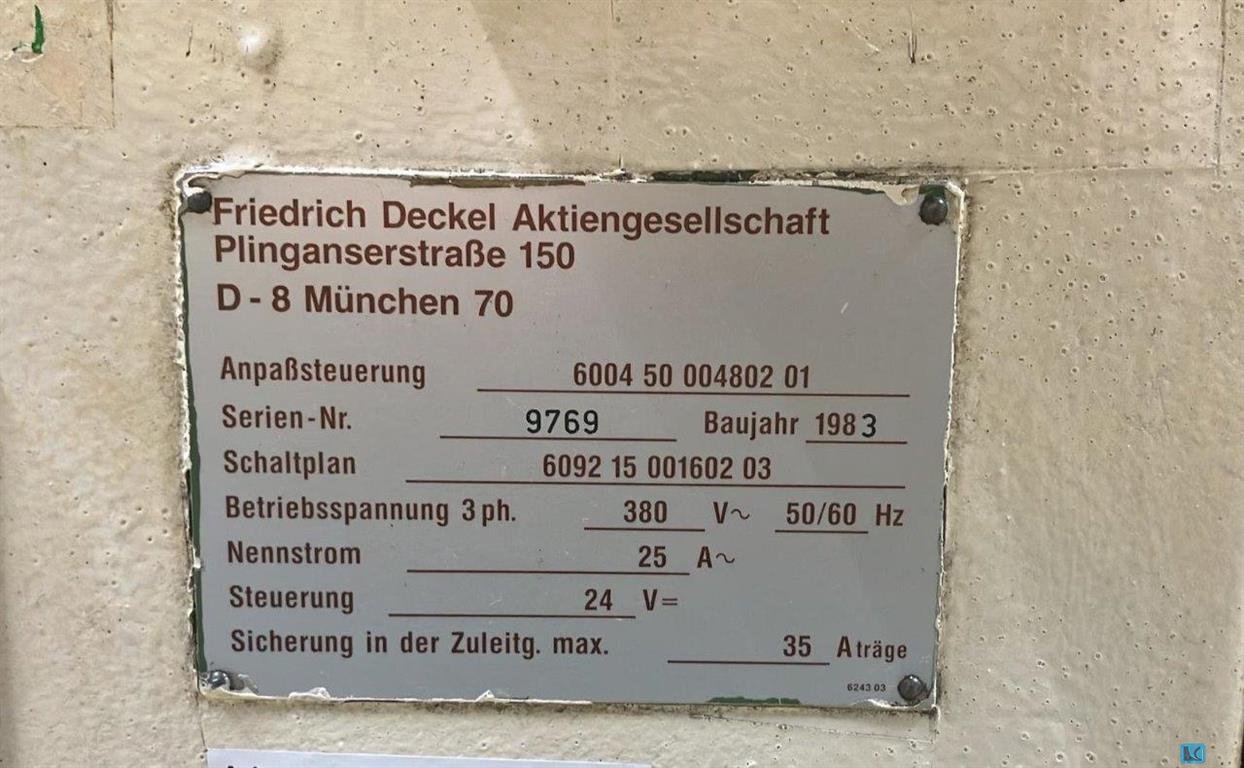 Friedrich Deckel Aktiengesellschaft
Plinganserstraße 150
D - 8 München 70
Anpaßsteuerung 6004 50 004802 01
Serien-Nr. 9769 Baujahr 1983
Schaltplan 6092 15 001602 03
Betriebsspannung 3 ph. 380 V~ 50/60 Hz
Nennstrom 25 A~
Steuerung 24 V=
Sicherung in der Zuleitg. max. 35 A träge
6243 03